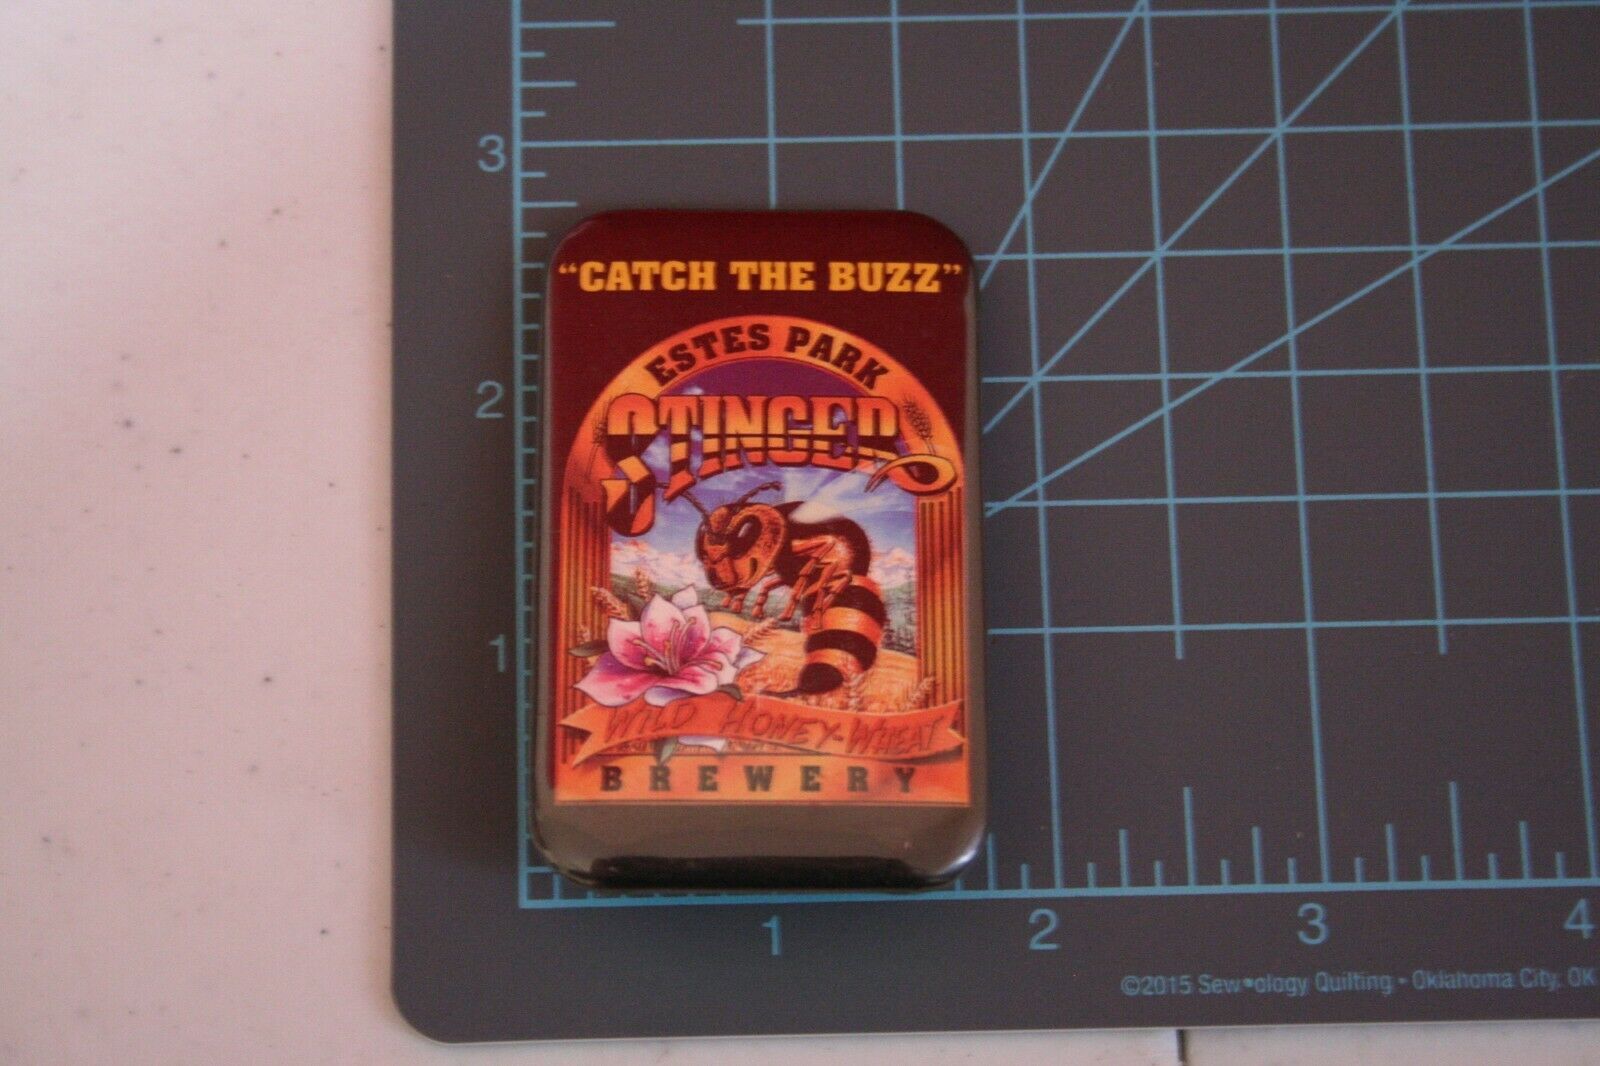 3
2
1
"CATCH THE BUZZ"
ESTES PARK
STINGER
WILD HONEY-WHEAT
BREWERY
1 2 3 4
©2015 Sew•ology Quilting • Oklahoma City, OK